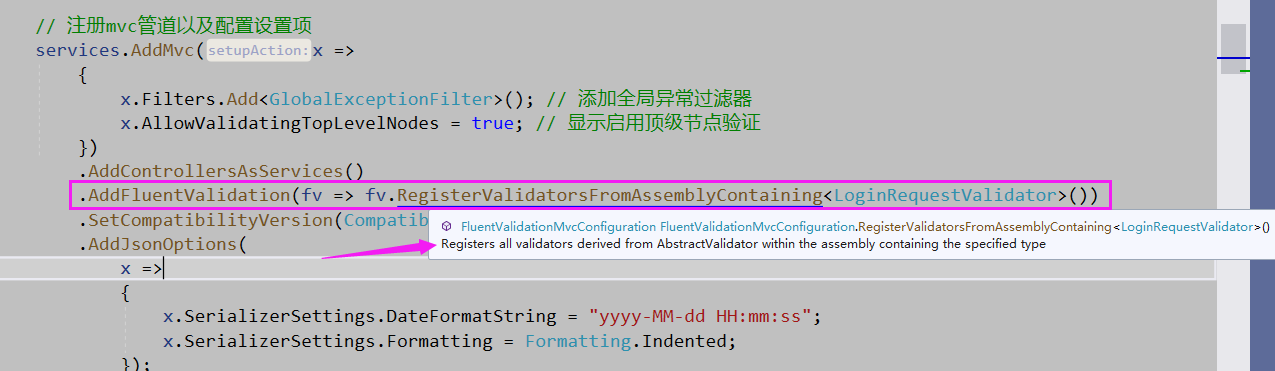 // 注册mvc管道以及配置设置项
services.AddMvc(setupAction:x =>
{
x.Filters.Add<GlobalExceptionFilter>(); // 添加全局异常过滤器
x.AllowValidatingTopLevelNodes = true; // 显示启用顶级节点验证
})
.AddControllersAsServices()
.AddFluentValidation(fv => fv.RegisterValidatorsFromAssemblyContaining<LoginRequestValidator>())
.SetCompatibilityVersion(Compatib
FluentValidationMvcConfiguration FluentValidationMvcConfiguration.RegisterValidatorsFromAssemblyContaining<LoginRequestValidator>()
Registers all validators derived from AbstractValidator within the assembly containing the specified type
.AddJsonOptions(
x =>
{
x.SerializerSettings.DateFormatString = "yyyy-MM-dd HH:mm:ss";
x.SerializerSettings.Formatting = Formatting.Indented;
});